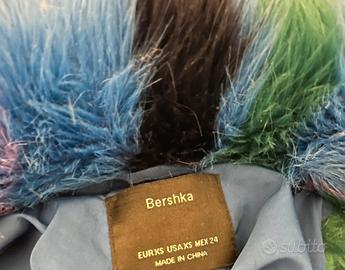 Bershka
EUR XS USA XS MEX 24
MADE IN CHINA
subito